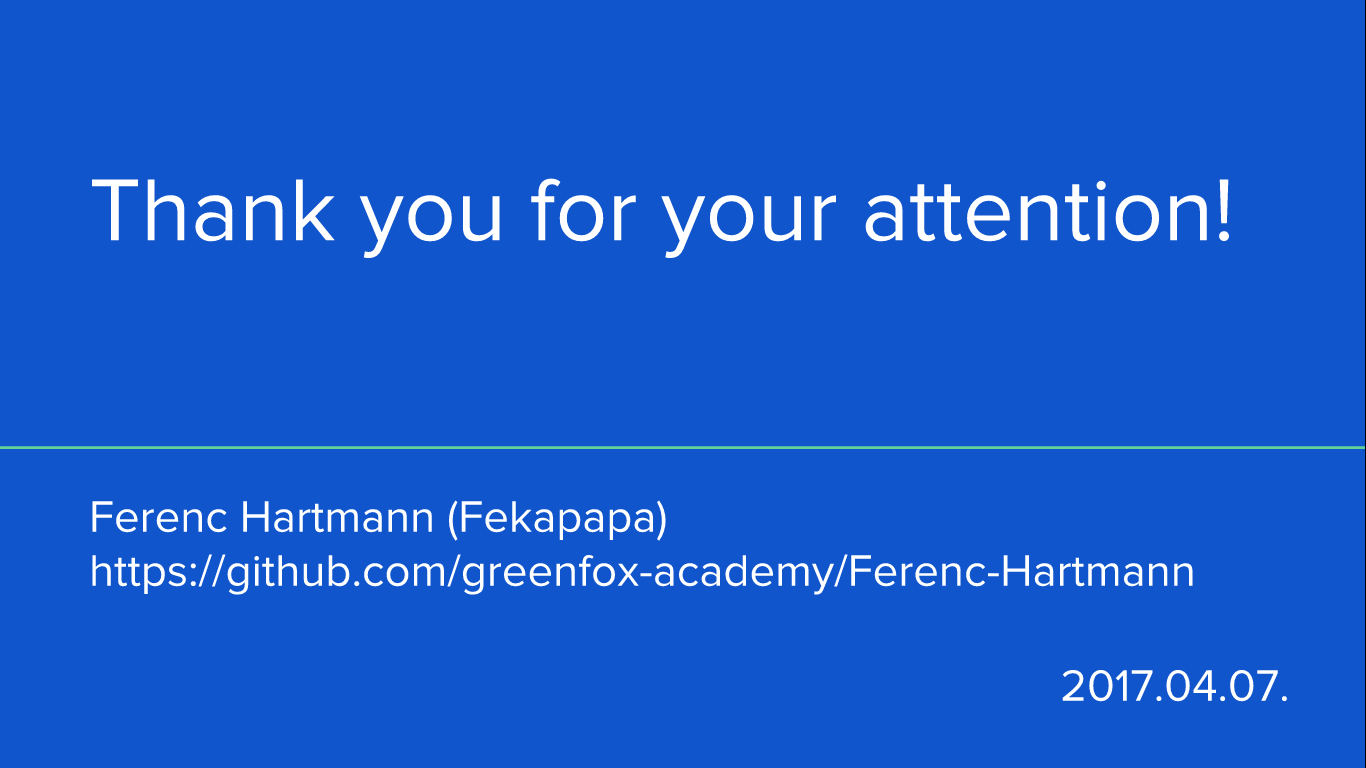 Thank you for your attention!
Ferenc Hartmann (Fekapapa)
https://github.com/greenfox-academy/Ferenc-Hartmann
2017.04.07.